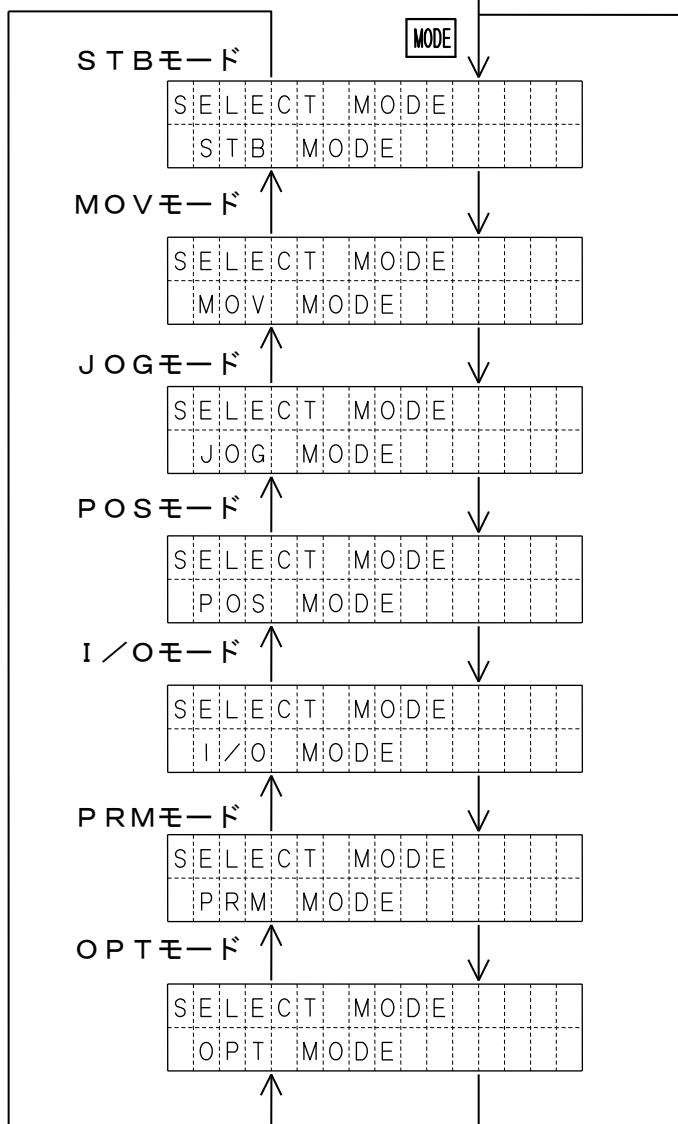 MODE
ＳＴＢモード
SELECT MODE
STB MODE
ＭＯＶモード
SELECT MODE
MOV MODE
ＪＯＧモード
SELECT MODE
JOG MODE
ＰＯＳモード
SELECT MODE
POS MODE
Ｉ／Ｏモード
SELECT MODE
I/O MODE
ＰＲＭモード
SELECT MODE
PRM MODE
ＯＰＴモード
SELECT MODE
OPT MODE